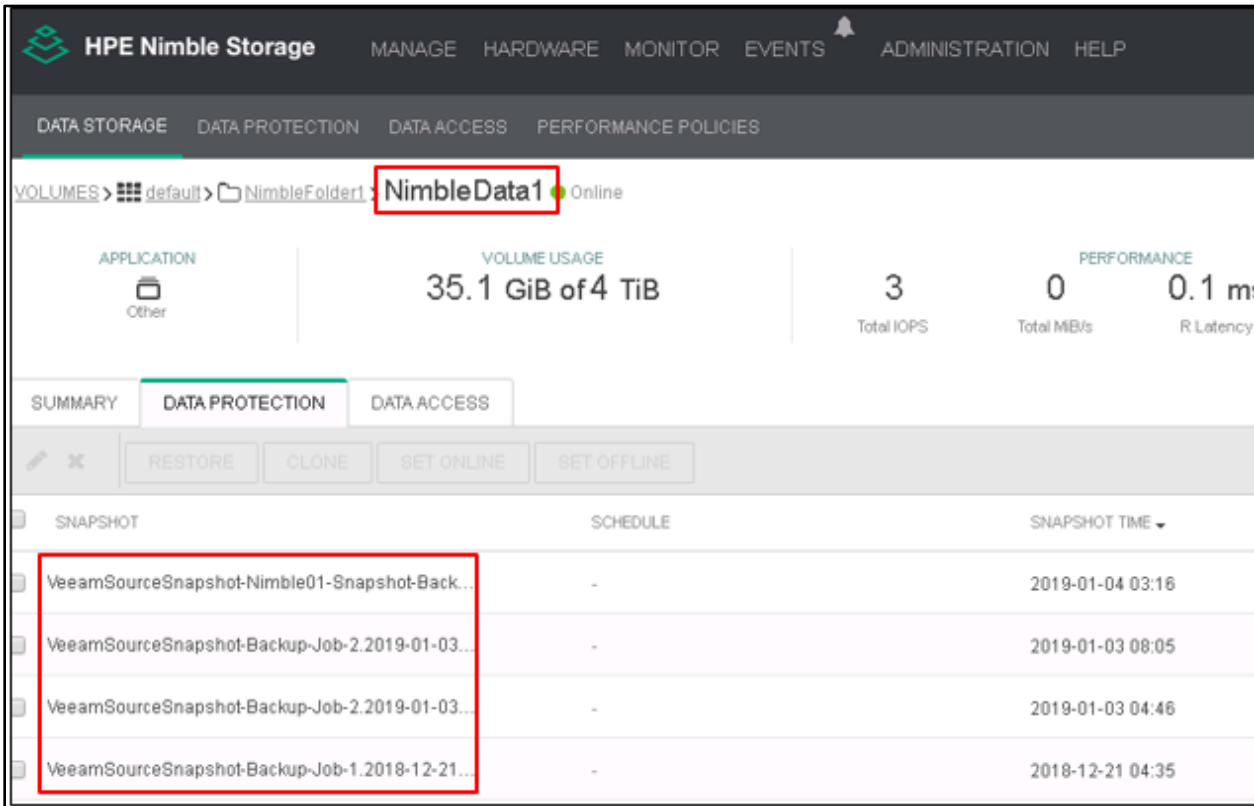 HPE Nimble Storage MANAGE HARDWARE MONITOR EVENTS ADMINISTRATION HELP
DATA STORAGE DATA PROTECTION DATA ACCESS PERFORMANCE POLICIES
VOLUMES > default > NimbleFolder1 > NimbleData1 Online
APPLICATION VOLUME USAGE PERFORMANCE
35.1 GiB of 4 TiB 3 0 0.1 ms
Other Total IOPS Total MiB/s R Latency
SUMMARY DATA PROTECTION DATA ACCESS
RESTORE CLONE SET ONLINE SET OFFLINE
SNAPSHOT SCHEDULE SNAPSHOT TIME
VeeamSourceSnapshot-Nimble01-Snapshot-Back... - 2019-01-04 03:16
VeeamSourceSnapshot-Backup-Job-2.2019-01-03... - 2019-01-03 08:05
VeeamSourceSnapshot-Backup-Job-2.2019-01-03... - 2019-01-03 04:46
VeeamSourceSnapshot-Backup-Job-1.2018-12-21... - 2018-12-21 04:35